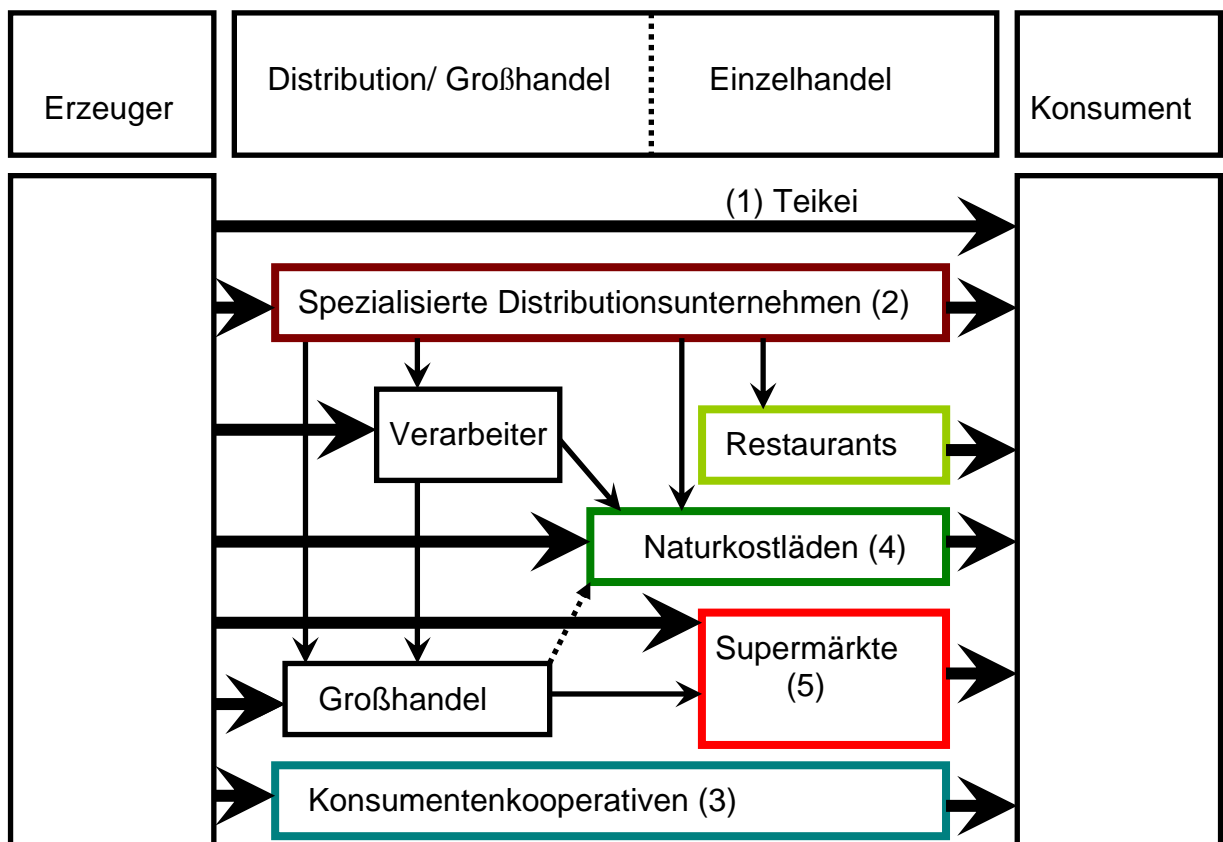 Erzeuger
Distribution/ Großhandel
Einzelhandel
Konsument
(1) Teikei
Spezialisierte Distributionsunternehmen (2)
Verarbeiter
Restaurants
Naturkostläden (4)
Supermärkte
(5)
Großhandel
Konsumentenkooperativen (3)